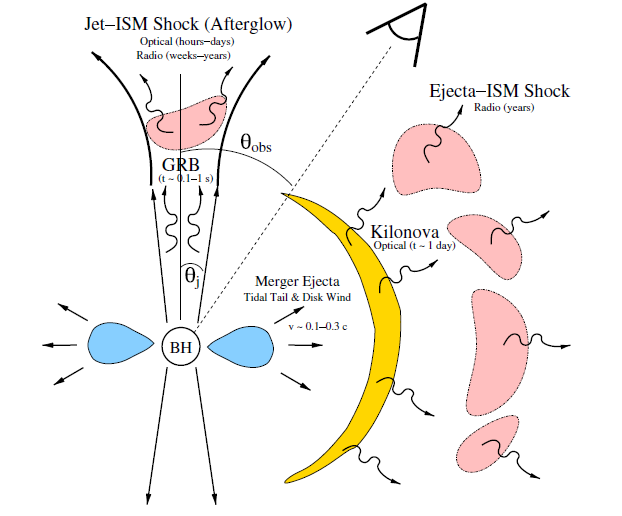 Jet–ISM Shock (Afterglow)
Optical (hours–days)
Radio (weeks–years)
Ejecta–ISM Shock
Radio (years)
θobs
GRB
(t ~ 0.1–1 s)
Kilonova
Optical (t ~ 1 day)
θj
Merger Ejecta
Tidal Tail & Disk Wind
v ~ 0.1–0.3 c
BH